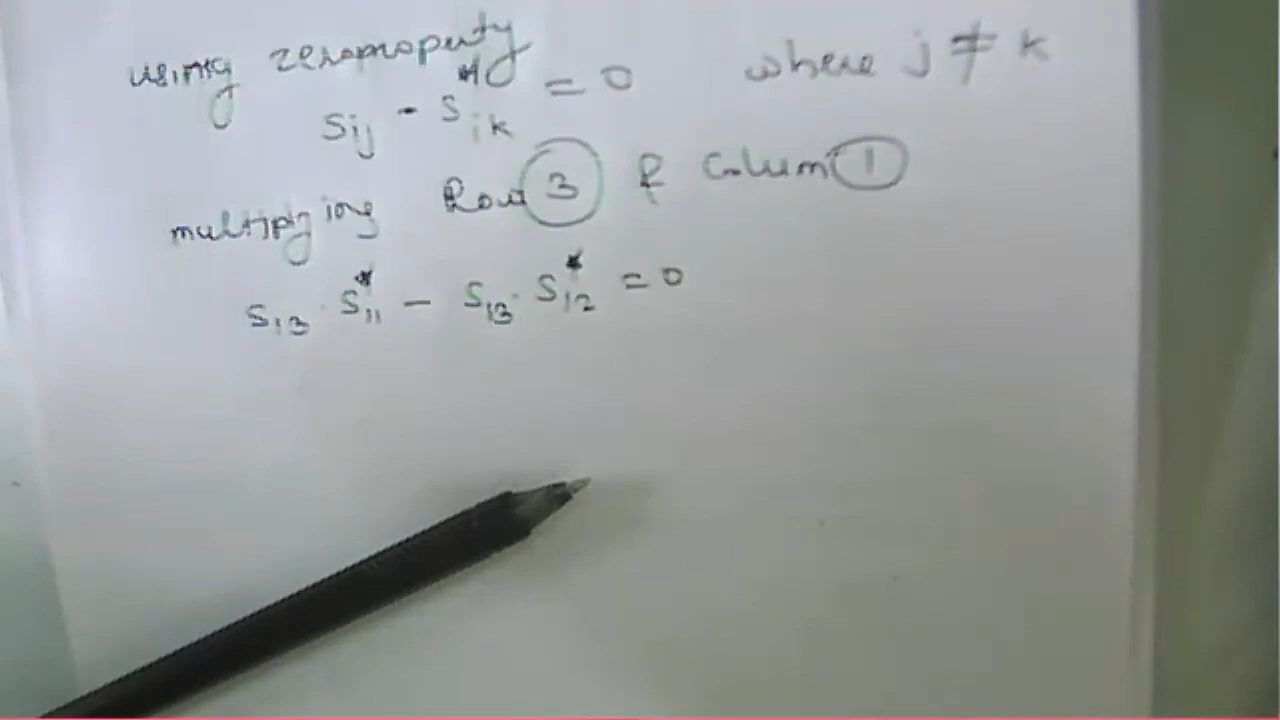 using zeroproperty
Sij - S*ik = 0 where j ≠ k
multiplying Row 3 & Column 1
S13 . S*11 - S13 . S*12 = 0